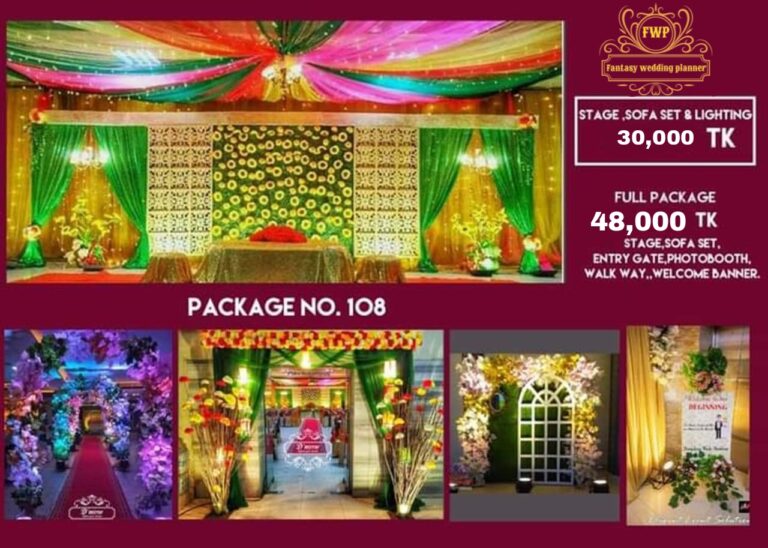 FWP
Fantasy wedding planner
STAGE ,SOFA SET & LIGHTING
30,000 TK
FULL PACKAGE
48,000 TK
STAGE,SOFA SET,
ENTRY GATE,PHOTOBOOTH,
WALK WAY,,WELCOME BANNER.
PACKAGE NO. 108
BEGINNING